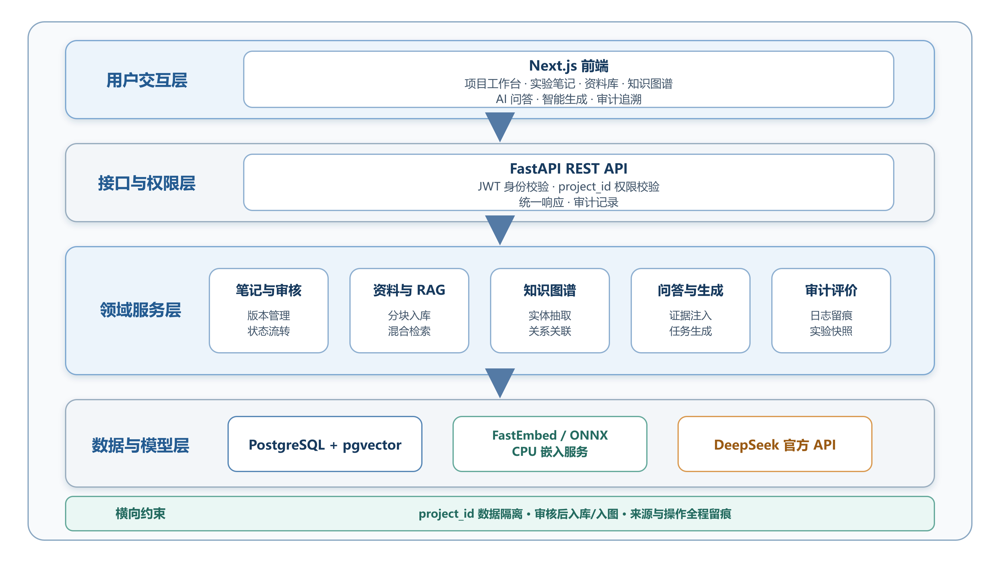 用户交互层
Next.js 前端
项目工作台 · 实验笔记 · 资料库 · 知识图谱
AI 问答 · 智能生成 · 审计追溯
接口与权限层
FastAPI REST API
JWT 身份校验 · project_id 权限校验
统一响应 · 审计记录
领域服务层
笔记与审核
版本管理
状态流转
资料与 RAG
分块入库
混合检索
知识图谱
实体抽取
关系关联
问答与生成
证据注入
任务生成
审计评价
日志留痕
实验快照
数据与模型层
PostgreSQL + pgvector
FastEmbed / ONNX
CPU 嵌入服务
DeepSeek 官方 API
横向约束
project_id 数据隔离 • 审核后入库/入图 • 来源与操作全程留痕